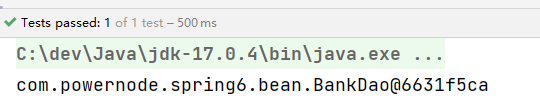 Tests passed: 1 of 1 test – 500 ms
C:\dev\Java\jdk-17.0.4\bin\java.exe ...
com.powernode.spring6.bean.BankDao@6631f5ca